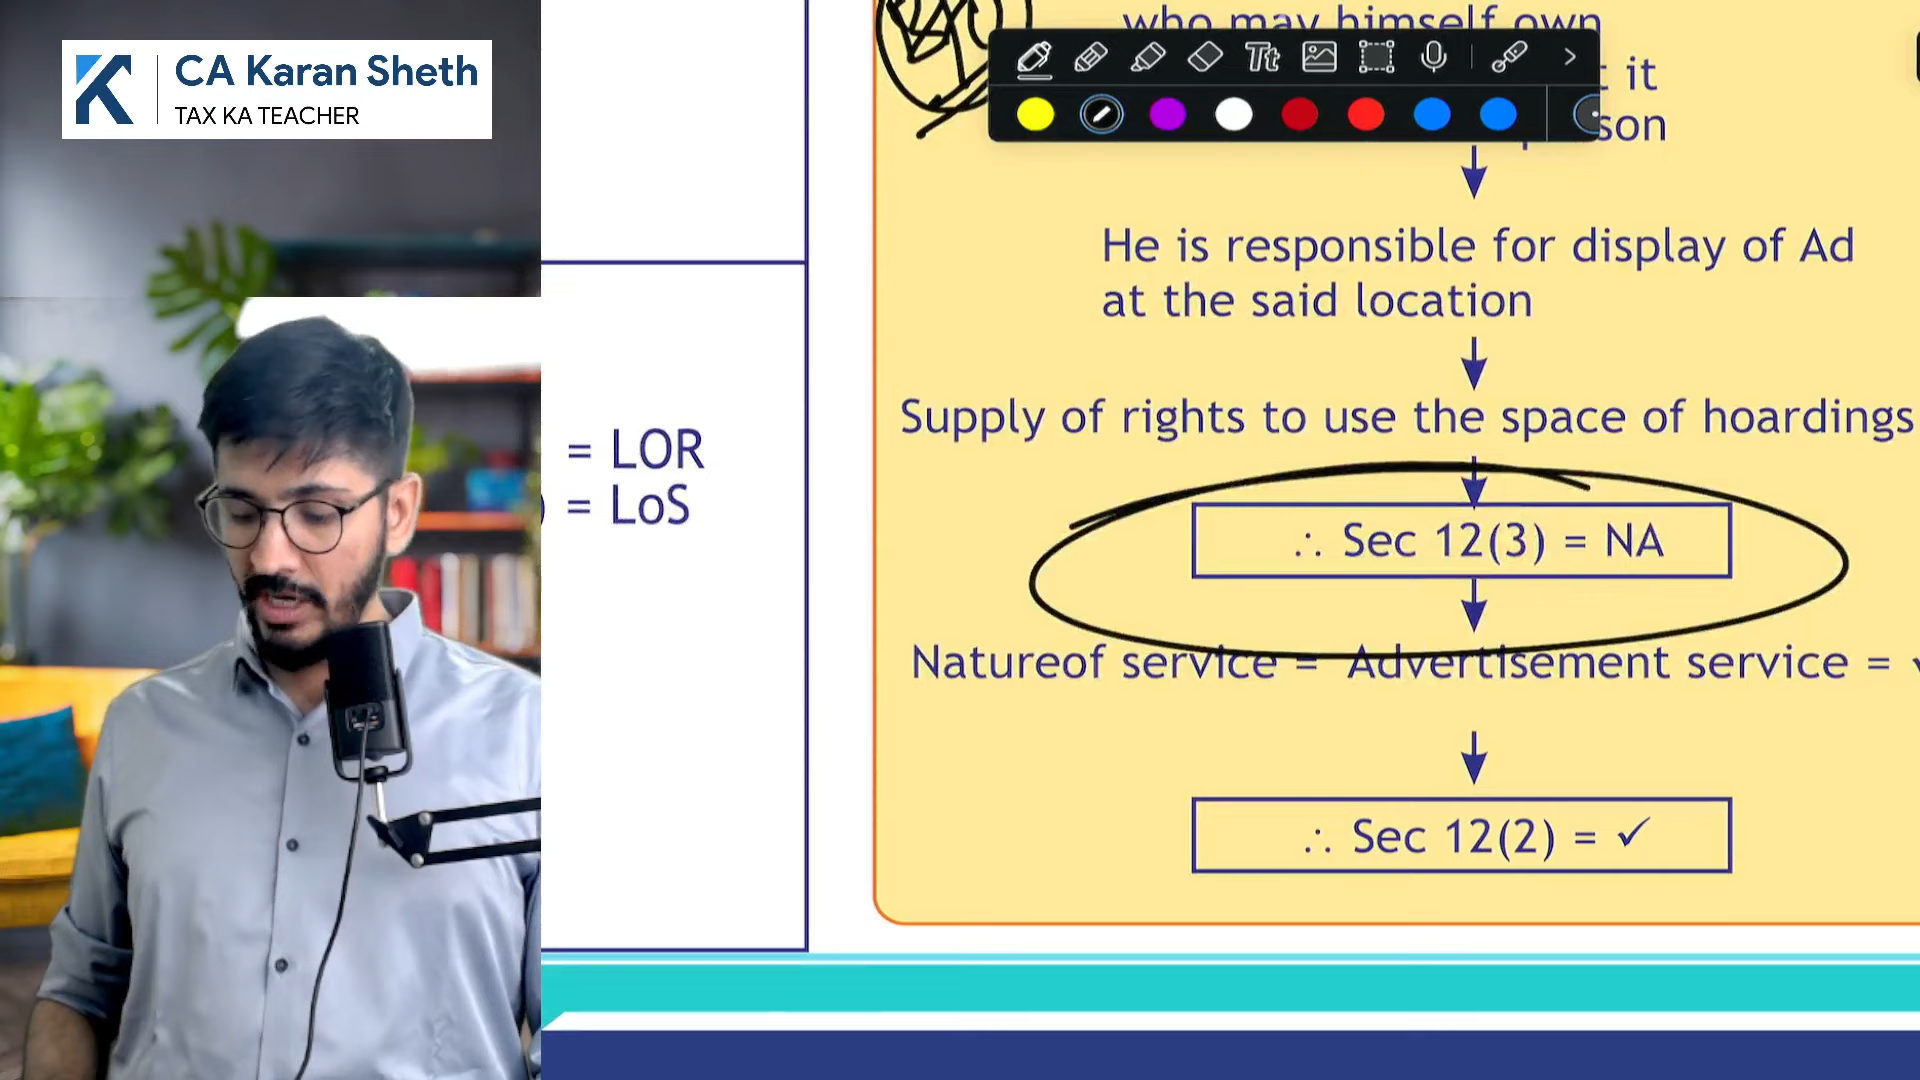 CA Karan Sheth
TAX KA TEACHER
who may himself own
it
son
He is responsible for display of Ad
at the said location
Supply of rights to use the space of hoardings
= LOR
) = LoS
∴ Sec 12(3) = NA
Natureof service = Advertisement service =
∴ Sec 12(2) = ✓